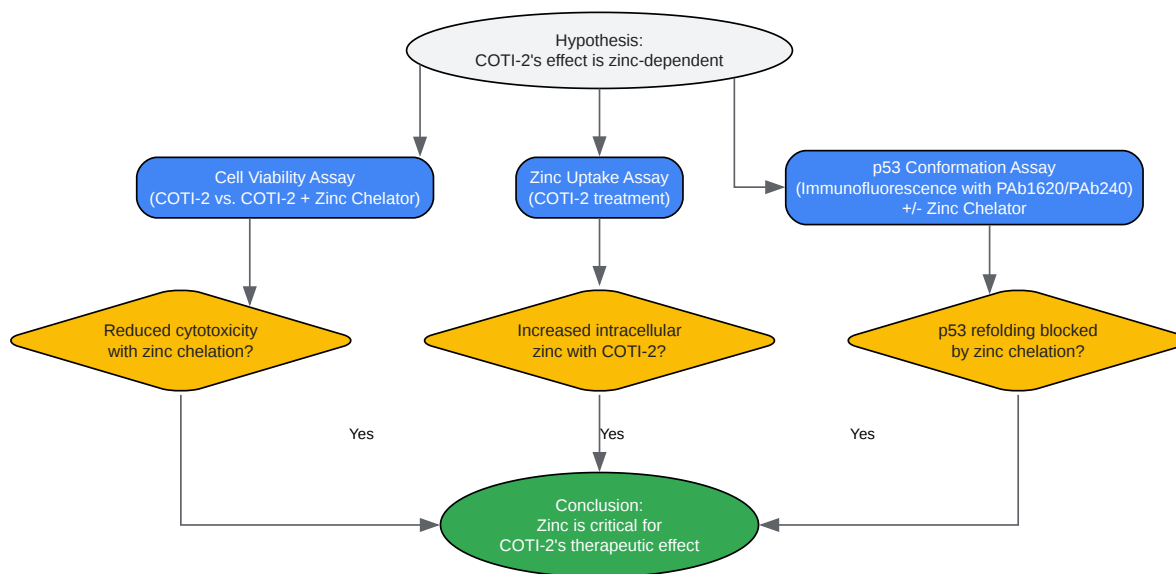 Hypothesis:
COTI-2's effect is zinc-dependent
Cell Viability Assay
(COTI-2 vs. COTI-2 + Zinc Chelator)
Zinc Uptake Assay
(COTI-2 treatment)
p53 Conformation Assay
(Immunofluorescence with PAb1620/PAb240)
+/- Zinc Chelator
Reduced cytotoxicity
with zinc chelation?
Increased intracellular
zinc with COTI-2?
p53 refolding blocked
by zinc chelation?
Yes
Yes
Yes
Conclusion:
Zinc is critical for
COTI-2's therapeutic effect